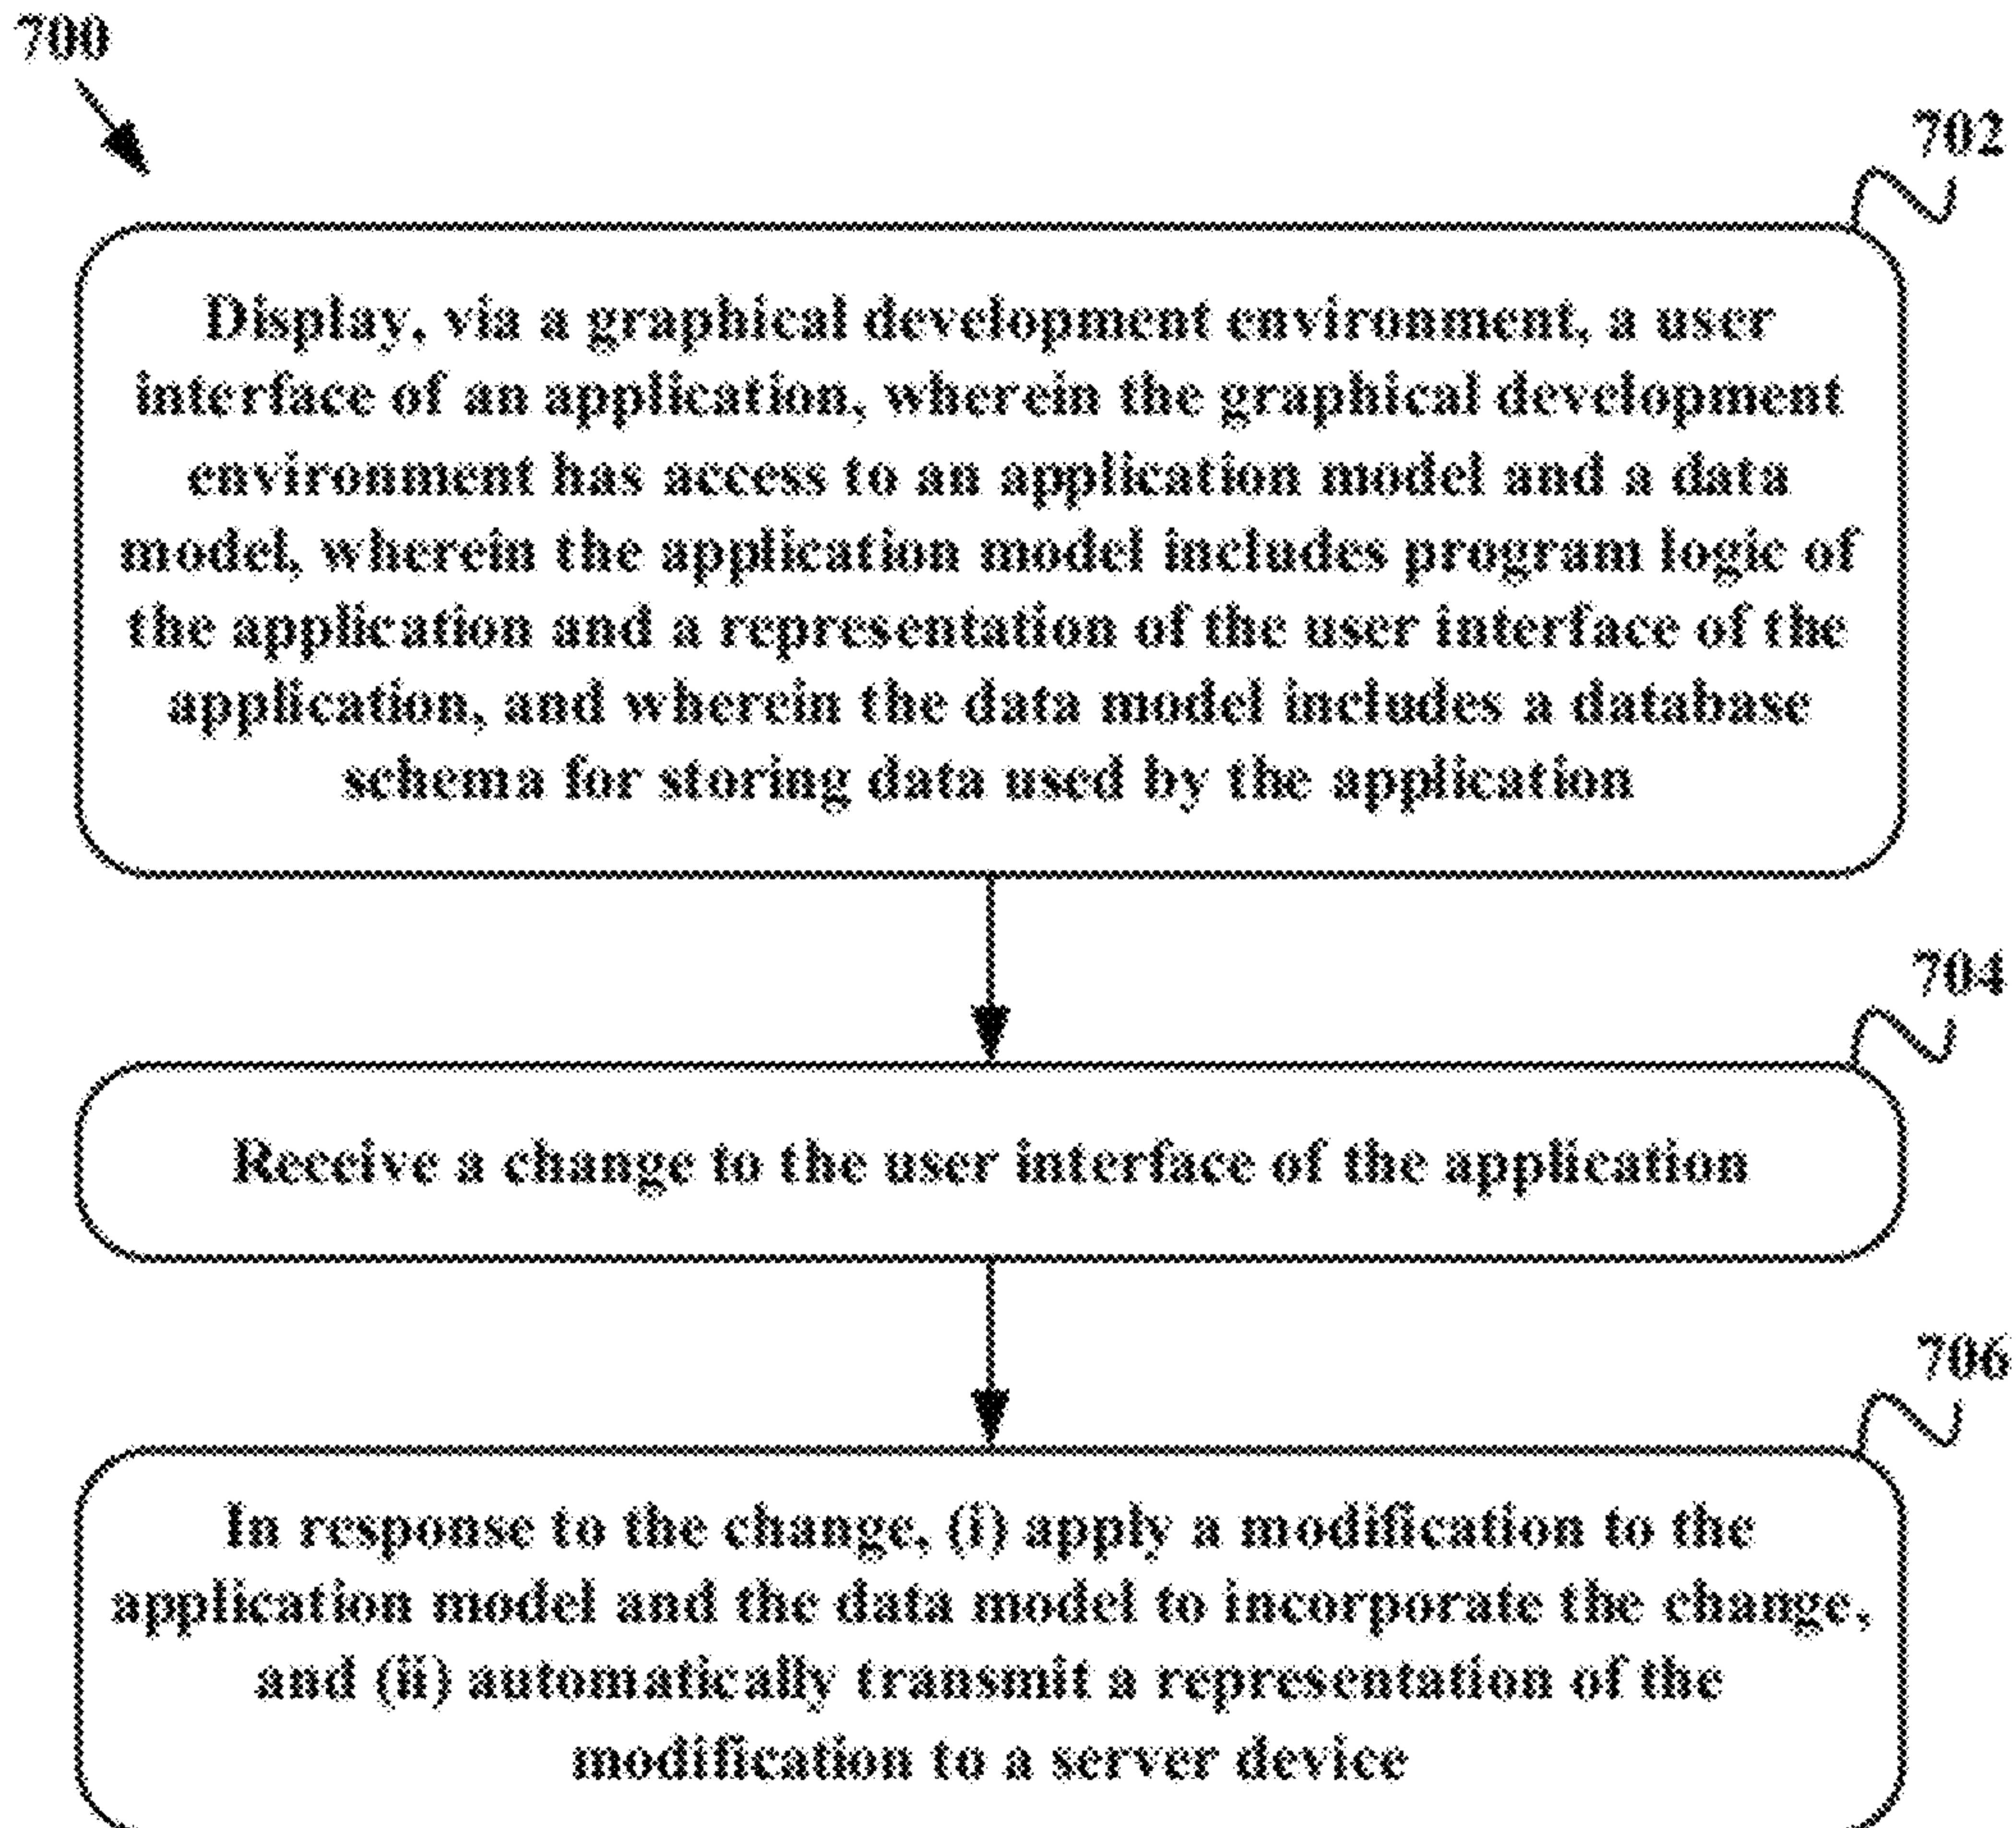 700
702
Display, via a graphical development environment, a user
interface of an application, wherein the graphical development
environment has access to an application model and a data
model, wherein the application model includes program logic of
the application and a representation of the user interface of the
application, and wherein the data model includes a database
schema for storing data used by the application
704
Receive a change to the user interface of the application
706
In response to the change, (i) apply a modification to the
application model and the data model to incorporate the change,
and (ii) automatically transmit a representation of the
modification to a server device